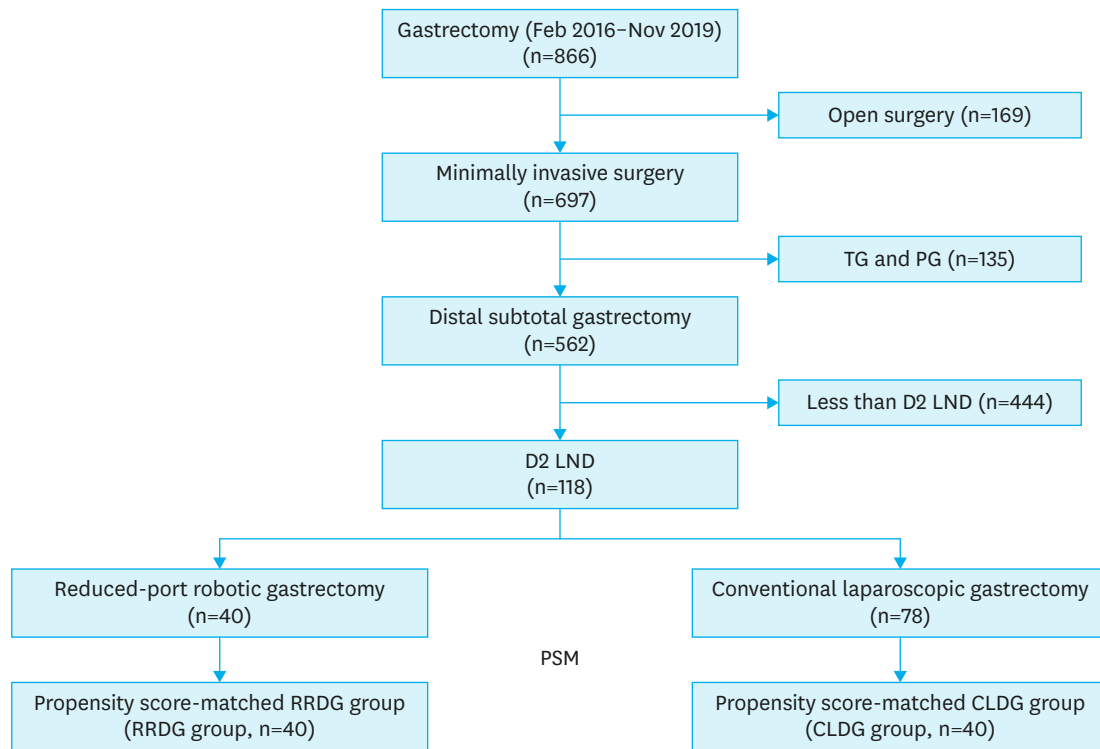 Gastrectomy (Feb 2016–Nov 2019)
(n=866)
Open surgery (n=169)
Minimally invasive surgery
(n=697)
TG and PG (n=135)
Distal subtotal gastrectomy
(n=562)
Less than D2 LND (n=444)
D2 LND
(n=118)
Reduced-port robotic gastrectomy
(n=40)
Conventional laparoscopic gastrectomy
(n=78)
PSM
Propensity score-matched RRDG group
(RRDG group, n=40)
Propensity score-matched CLDG group
(CLDG group, n=40)